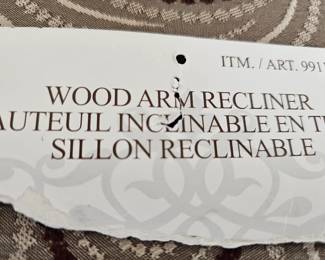 ITM. / ART. 991
WOOD ARM RECLINER
AUTEUIL INCLINABLE EN T
SILLON RECLINABLE